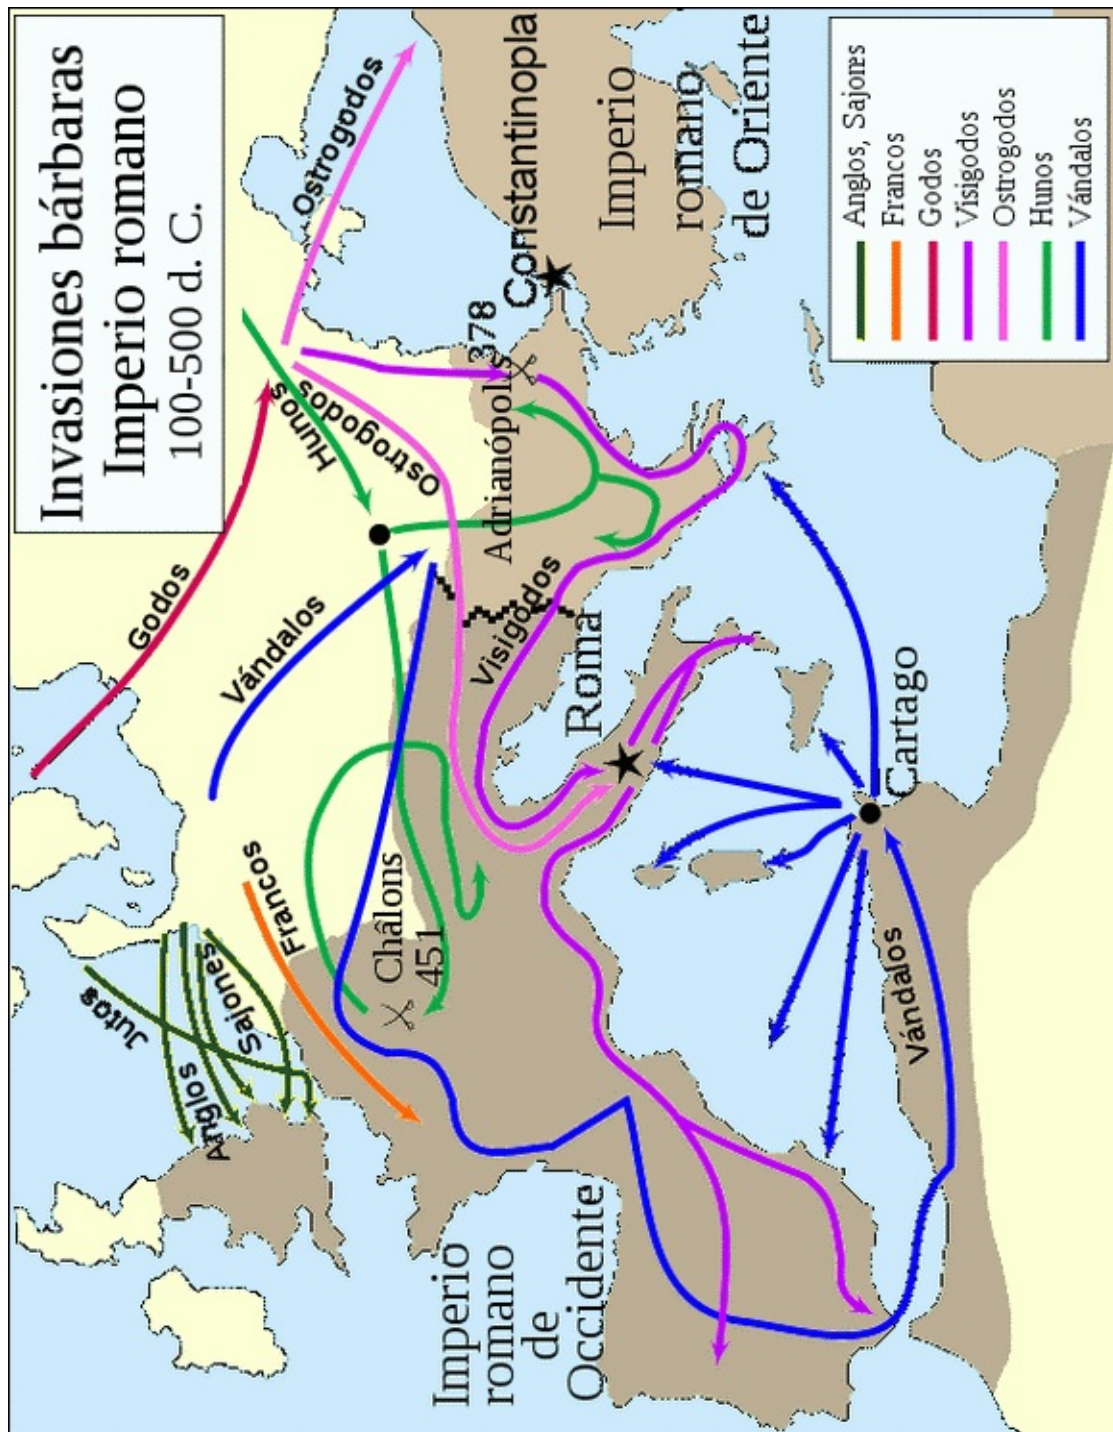 Invasiones bárbaras
Imperio romano
100-500 d. C.
Jutas
Anglos
Sajones
Francos
Godos
Vándalos
Hunos
Ostrogodos
Ostrogodos
Châlons
451
Visigodos
Adrianópolis
378
Constantinopla
Roma
Imperio
romano
de
Occidente
Imperio
romano
de Oriente
Vándalos
Cartago
Anglos, Sajores
Francos
Godos
Visigodos
Ostrogodos
Hunos
Vándalos